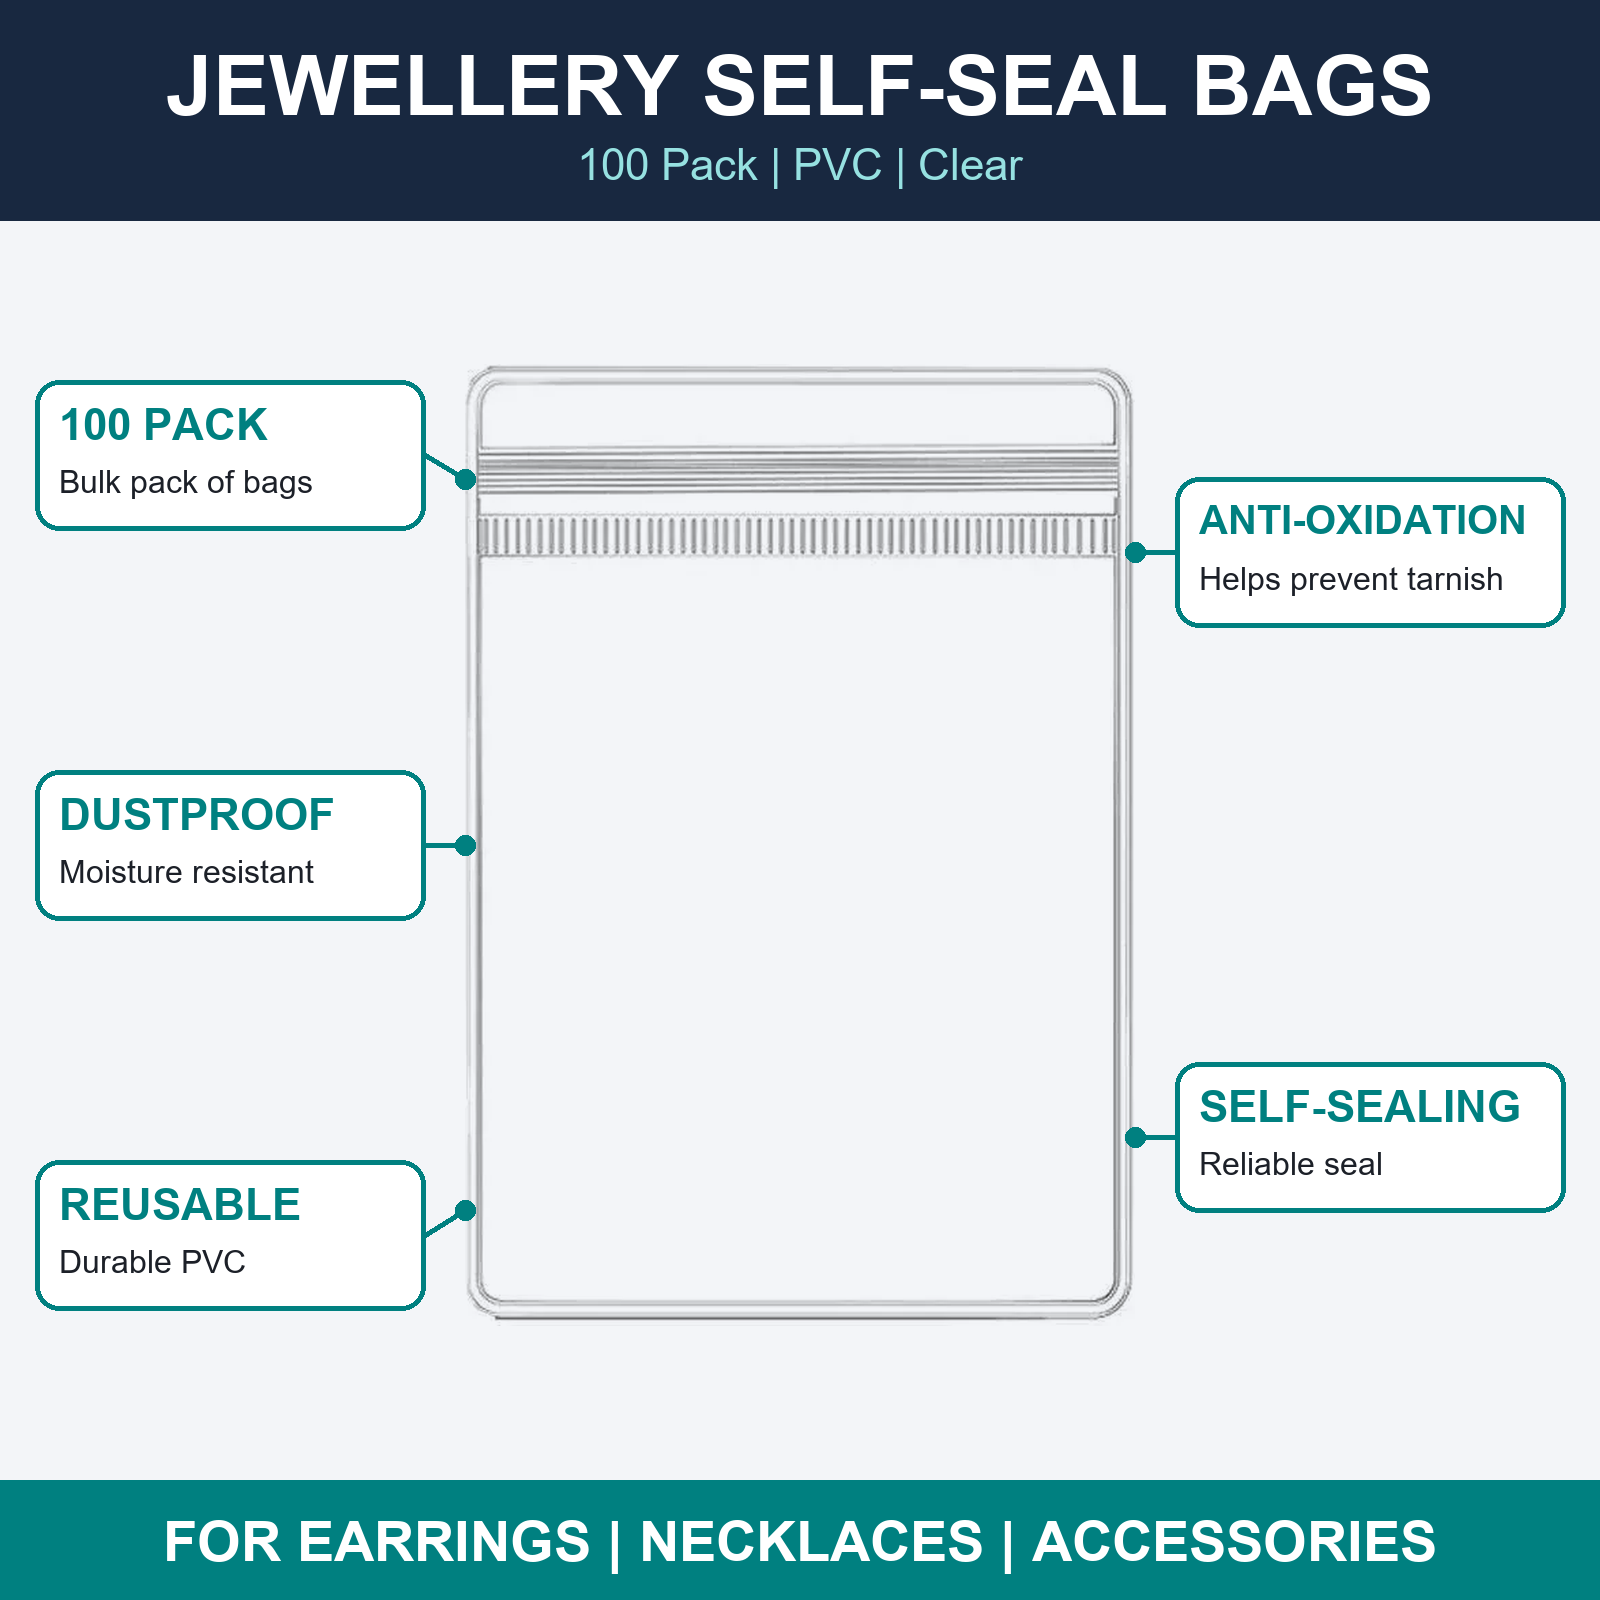 JEWELLERY SELF-SEAL BAGS
100 Pack | PVC | Clear
100 PACK
Bulk pack of bags
ANTI-OXIDATION
Helps prevent tarnish
DUSTPROOF
Moisture resistant
SELF-SEALING
Reliable seal
REUSABLE
Durable PVC
FOR EARRINGS | NECKLACES | ACCESSORIES